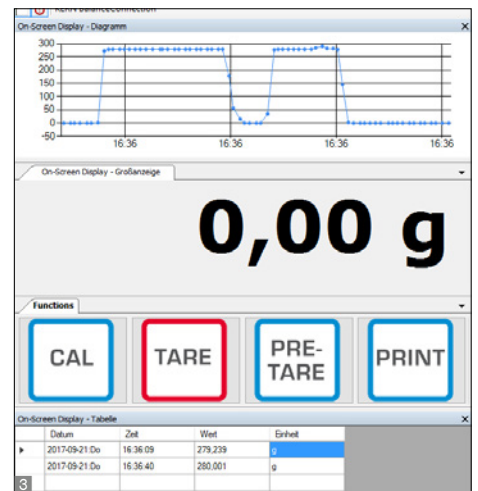 KERN BalanceConnection
On-Screen Display - Diagramm
300
250
200
150
100
50
0
-50
16:36 16:36 16:36 16:36
On-Screen Display - Großanzeige
0,00 g
Functions
CAL TARE PRE-TARE PRINT
On-Screen Display - Tabelle
Datum Zeit Wert Einheit
2017-09-21:Do 16:36:09 279,239 g
2017-09-21:Do 16:36:40 280,001 g
3